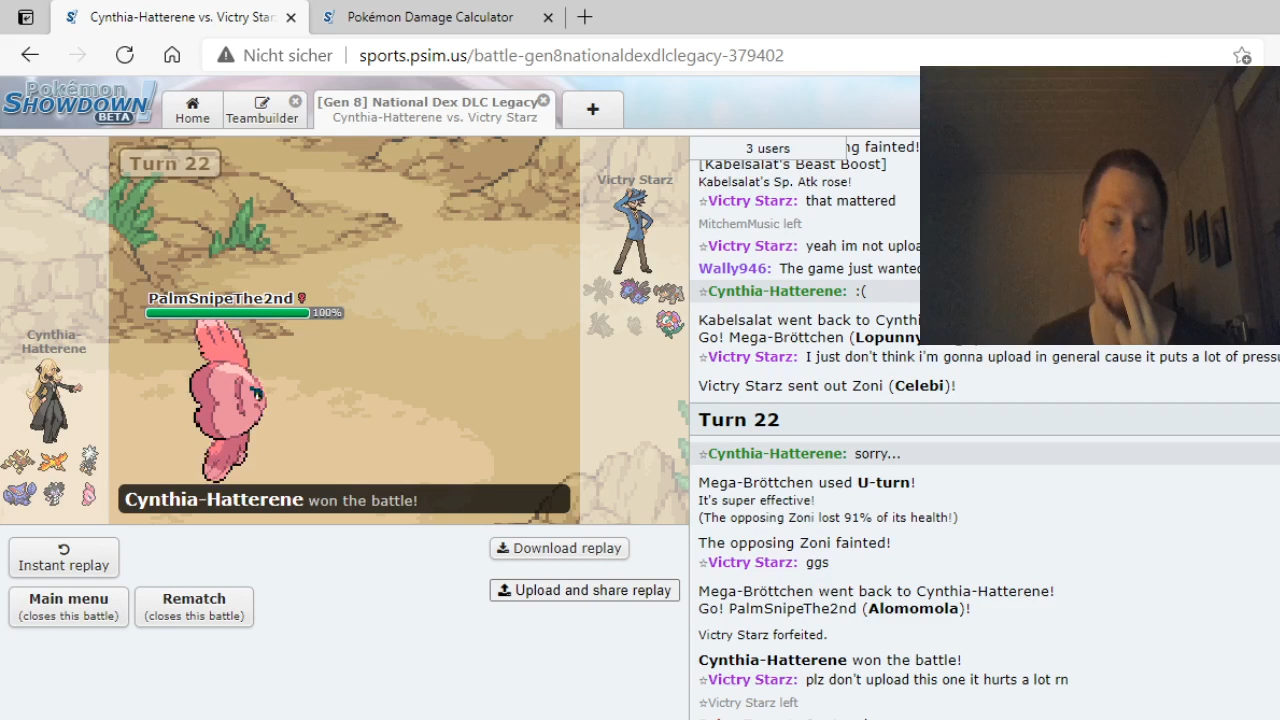 Cynthia-Hatterene vs. Victry Star
Pokémon Damage Calculator
Nicht sicher
sports.psim.us/battle-gen8nationaldexdlclegacy-379402
Pokémon
SHOWDOWN!
BETA
Home
Teambuilder
[Gen 8] National Dex DLC Legacy
Cynthia-Hatterene vs. Victry Starz
+
Turn 22
Victry Starz
PalmSnipeThe2nd
100%
Cynthia-
Hatterene
Cynthia-Hatterene won the battle!
Instant replay
Download replay
Upload and share replay
Main menu
(closes this battle)
Rematch
(closes this battle)
3 users
ng fainted!
[Kabelsalat's Beast Boost]
Kabelsalat's Sp. Atk rose!
☆Victry Starz: that mattered
MitchemMusic left
☆Victry Starz: yeah im not uploa
Wally946: The game just wanted
☆Cynthia-Hatterene: :(
Kabelsalat went back to Cynthi
Go! Mega-Bröttchen (Lopunny
☆Victry Starz: I just don't think i'm gonna upload in general cause it puts a lot of pressu
Victry Starz sent out Zoni (Celebi)!
Turn 22
☆Cynthia-Hatterene: sorry...
Mega-Bröttchen used U-turn!
It's super effective!
(The opposing Zoni lost 91% of its health!)
The opposing Zoni fainted!
☆Victry Starz: ggs
Mega-Bröttchen went back to Cynthia-Hatterene!
Go! PalmSnipeThe2nd (Alomomola)!
Victry Starz forfeited.
Cynthia-Hatterene won the battle!
☆Victry Starz: plz don't upload this one it hurts a lot rn
☆Victry Starz left